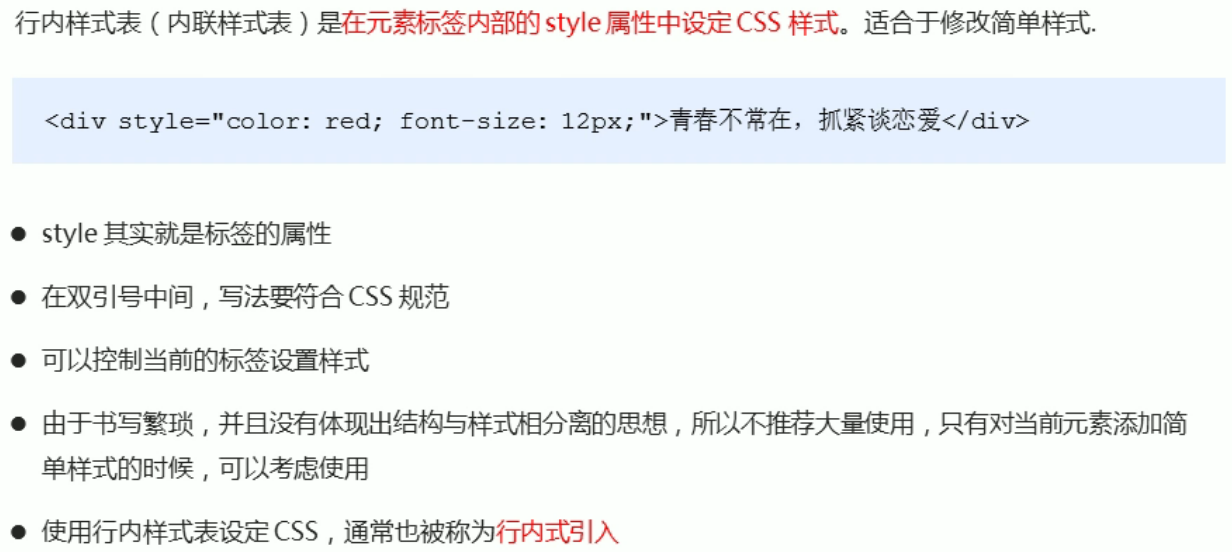 行内样式表（内联样式表）是在元素标签内部的 style 属性中设定 CSS 样式。适合于修改简单样式.
<div style="color: red; font-size: 12px;">青春不常在，抓紧谈恋爱</div>
● style 其实就是标签的属性
● 在双引号中间，写法要符合 CSS 规范
● 可以控制当前的标签设置样式
● 由于书写繁琐，并且没有体现出结构与样式相分离的思想，所以不推荐大量使用，只有对当前元素添加简
单样式的时候，可以考虑使用
● 使用行内样式表设定 CSS，通常也被称为行内式引入